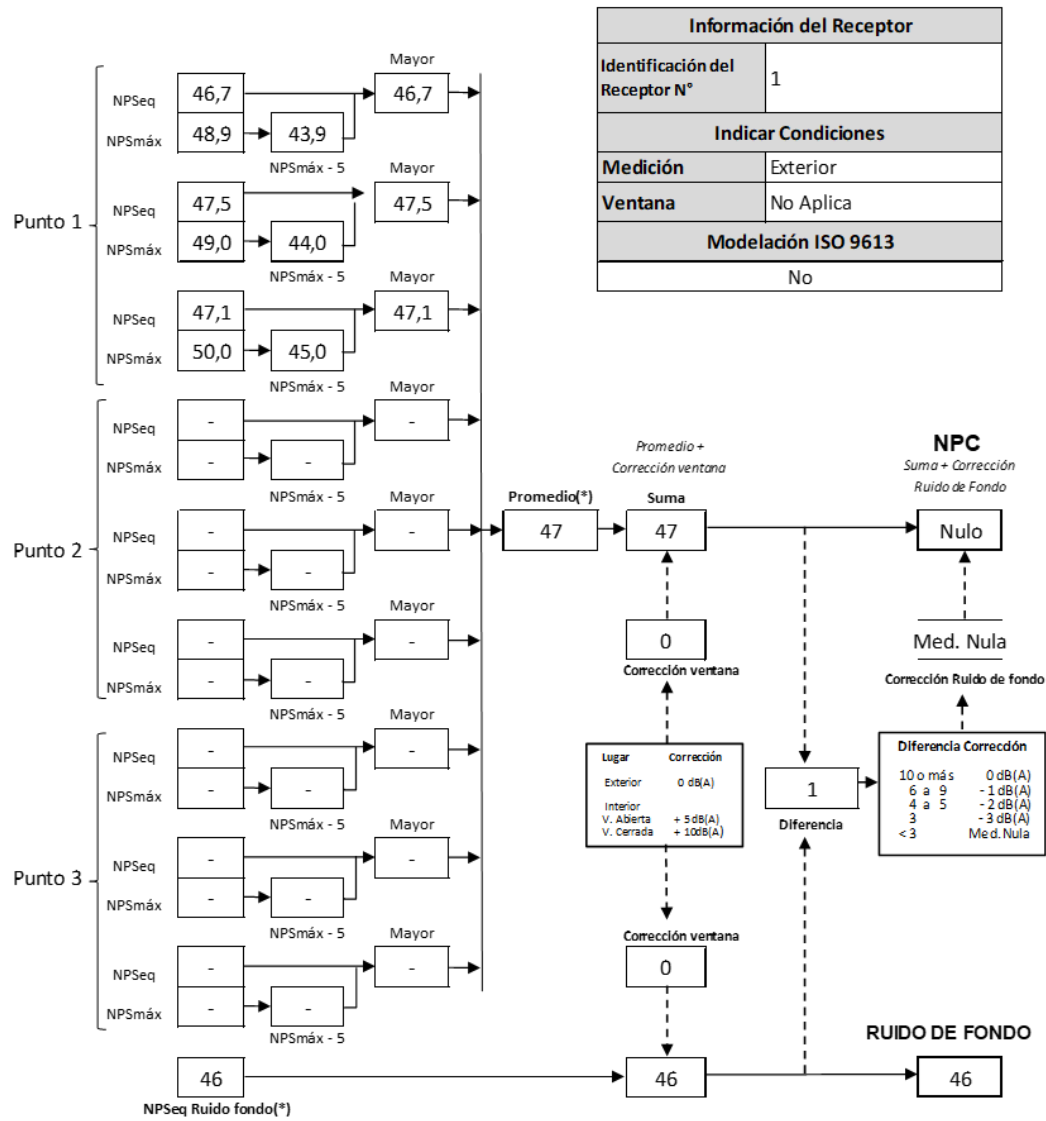 Información del Receptor
Identificación del Receptor N° 1
Indicar Condiciones
Medición Exterior
Ventana No Aplica
Modelación ISO 9613
No
Punto 1
Mayor
NPSeq 46,7 46,7
NPSmáx 48,9 43,9
NPSmáx - 5 Mayor
NPSeq 47,5 47,5
NPSmáx 49,0 44,0
NPSmáx - 5 Mayor
NPSeq 47,1 47,1
NPSmáx 50,0 45,0
NPSmáx - 5 Mayor
Punto 2
NPSeq - -
NPSmáx - -
NPSmáx - 5 Mayor
NPSeq - -
NPSmáx - -
NPSmáx - 5 Mayor
NPSeq - -
NPSmáx - -
NPSmáx - 5 Mayor
Punto 3
NPSeq - -
NPSmáx - -
NPSmáx - 5 Mayor
NPSeq - -
NPSmáx - -
NPSmáx - 5 Mayor
NPSeq - -
NPSmáx - -
NPSmáx - 5
46
NPSeq Ruido fondo(*)
Promedio(*)
47
Promedio +
Corrección ventana
Suma
47
0
Corrección ventana
Lugar Corrección
Exterior 0 dB(A)
Interior
V. Abierta + 5 dB(A)
V. Cerrada + 10dB(A)
Corrección ventana
0
46
NPC
Suma + Corrección
Ruido de Fondo
Nulo
Med. Nula
Corrección Ruido de fondo
1
Diferencia
Diferencia Corrección
10 o más 0 dB(A)
6 a 9 - 1 dB(A)
4 a 5 - 2 dB(A)
3 - 3 dB(A)
< 3 Med. Nula
RUIDO DE FONDO
46